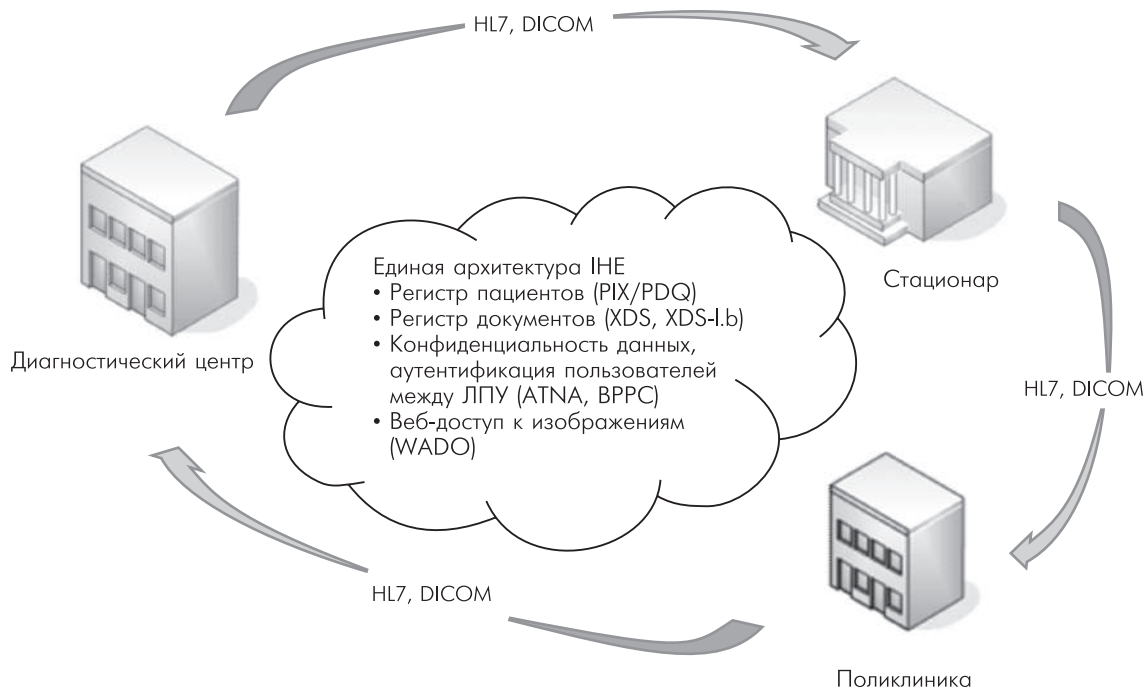 HL7, DICOM
Стационар
Диагностический центр
Единая архитектура IHE
• Регистр пациентов (PIX/PDQ)
• Регистр документов (XDS, XDS-I.b)
• Конфиденциальность данных,
аутентификация пользователей
между ЛПУ (ATNA, BPPC)
• Веб-доступ к изображениям
(WADO)
HL7, DICOM
HL7, DICOM
Поликлиника